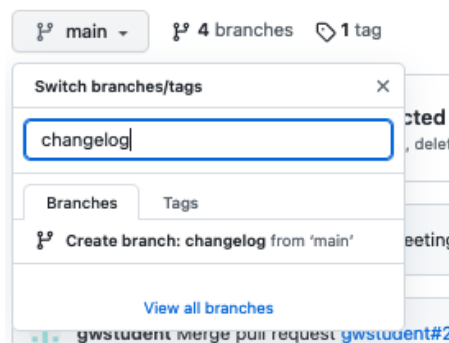 main 4 branches 1 tag
Switch branches/tags
changelog
cted
, delet
Branches Tags
Create branch: changelog from 'main'
eeting
View all branches
gwstudent Merge pull request gwstudent#2